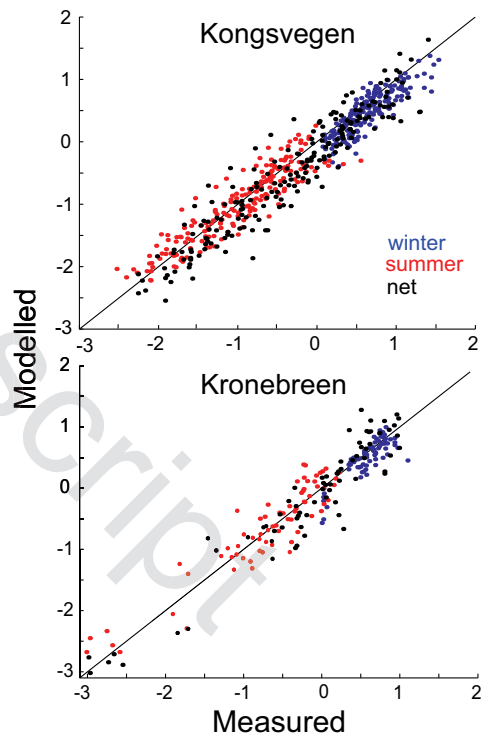 Kongsvegen
2
1
0
-1
-2
-3
winter
summer
net
-3 -2 -1 0 1 2
Modelled
Kronebreen
2
1
0
-1
-2
-3
-3 -2 -1 0 1 2
Measured
script